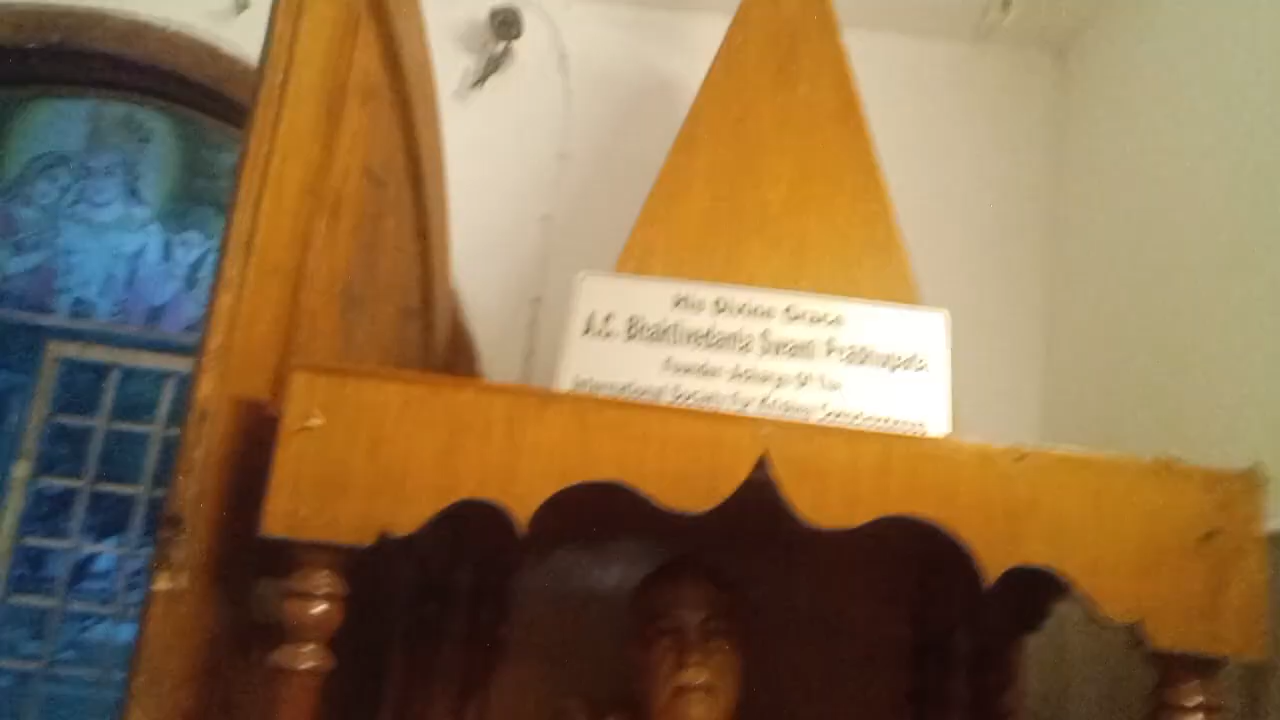 His Divine Grace
A.C. Bhaktivedanta Swami Prabhupada
Founder Acharya Of The
International Society for Krishna Consciousness